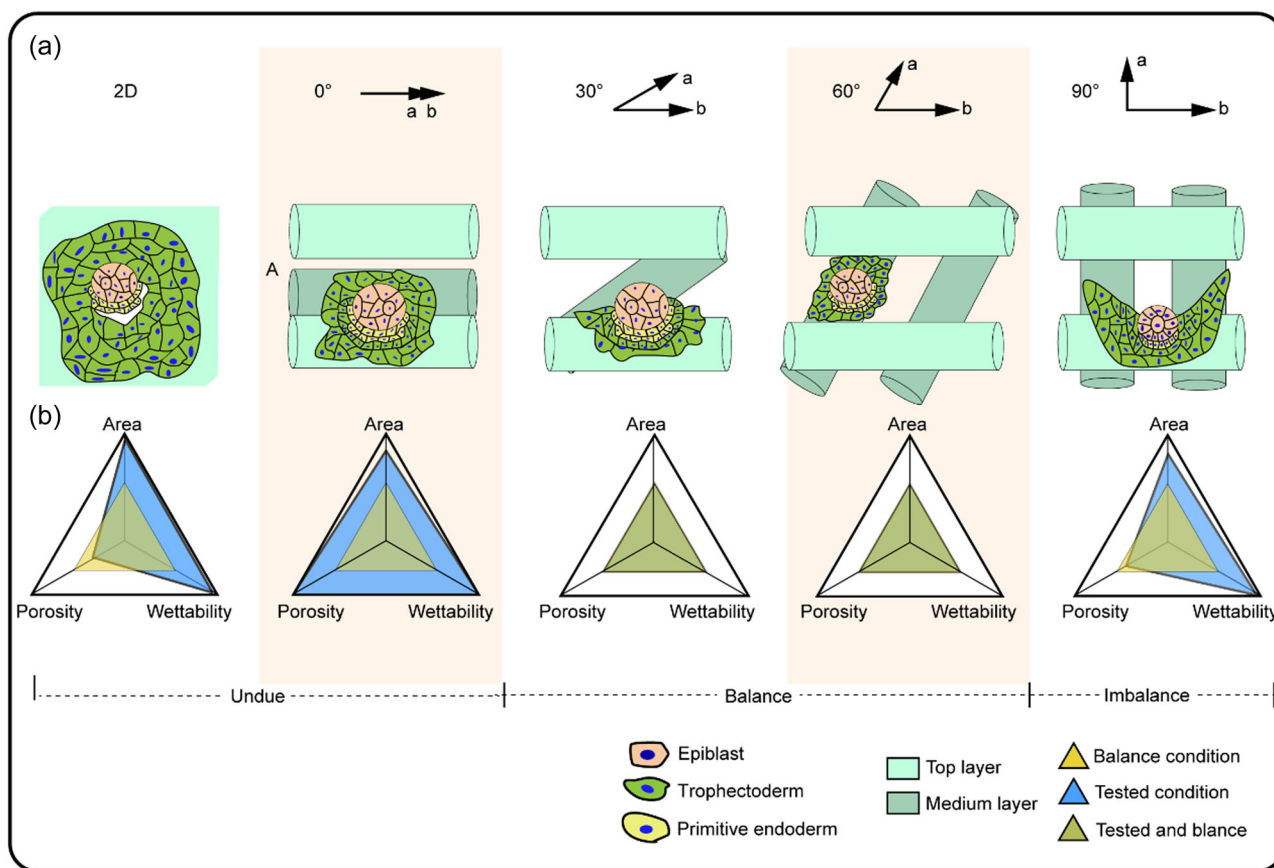 (a)
2D
0°
a b
30°
a
b
60°
a
b
90°
a
b
A
(b)
Area
Porosity
Wettability
Area
Porosity
Wettability
Area
Porosity
Wettability
Area
Porosity
Wettability
Area
Porosity
Wettability
Undue
Balance
Imbalance
Epiblast
Trophectoderm
Primitive endoderm
Top layer
Medium layer
Balance condition
Tested condition
Tested and blance